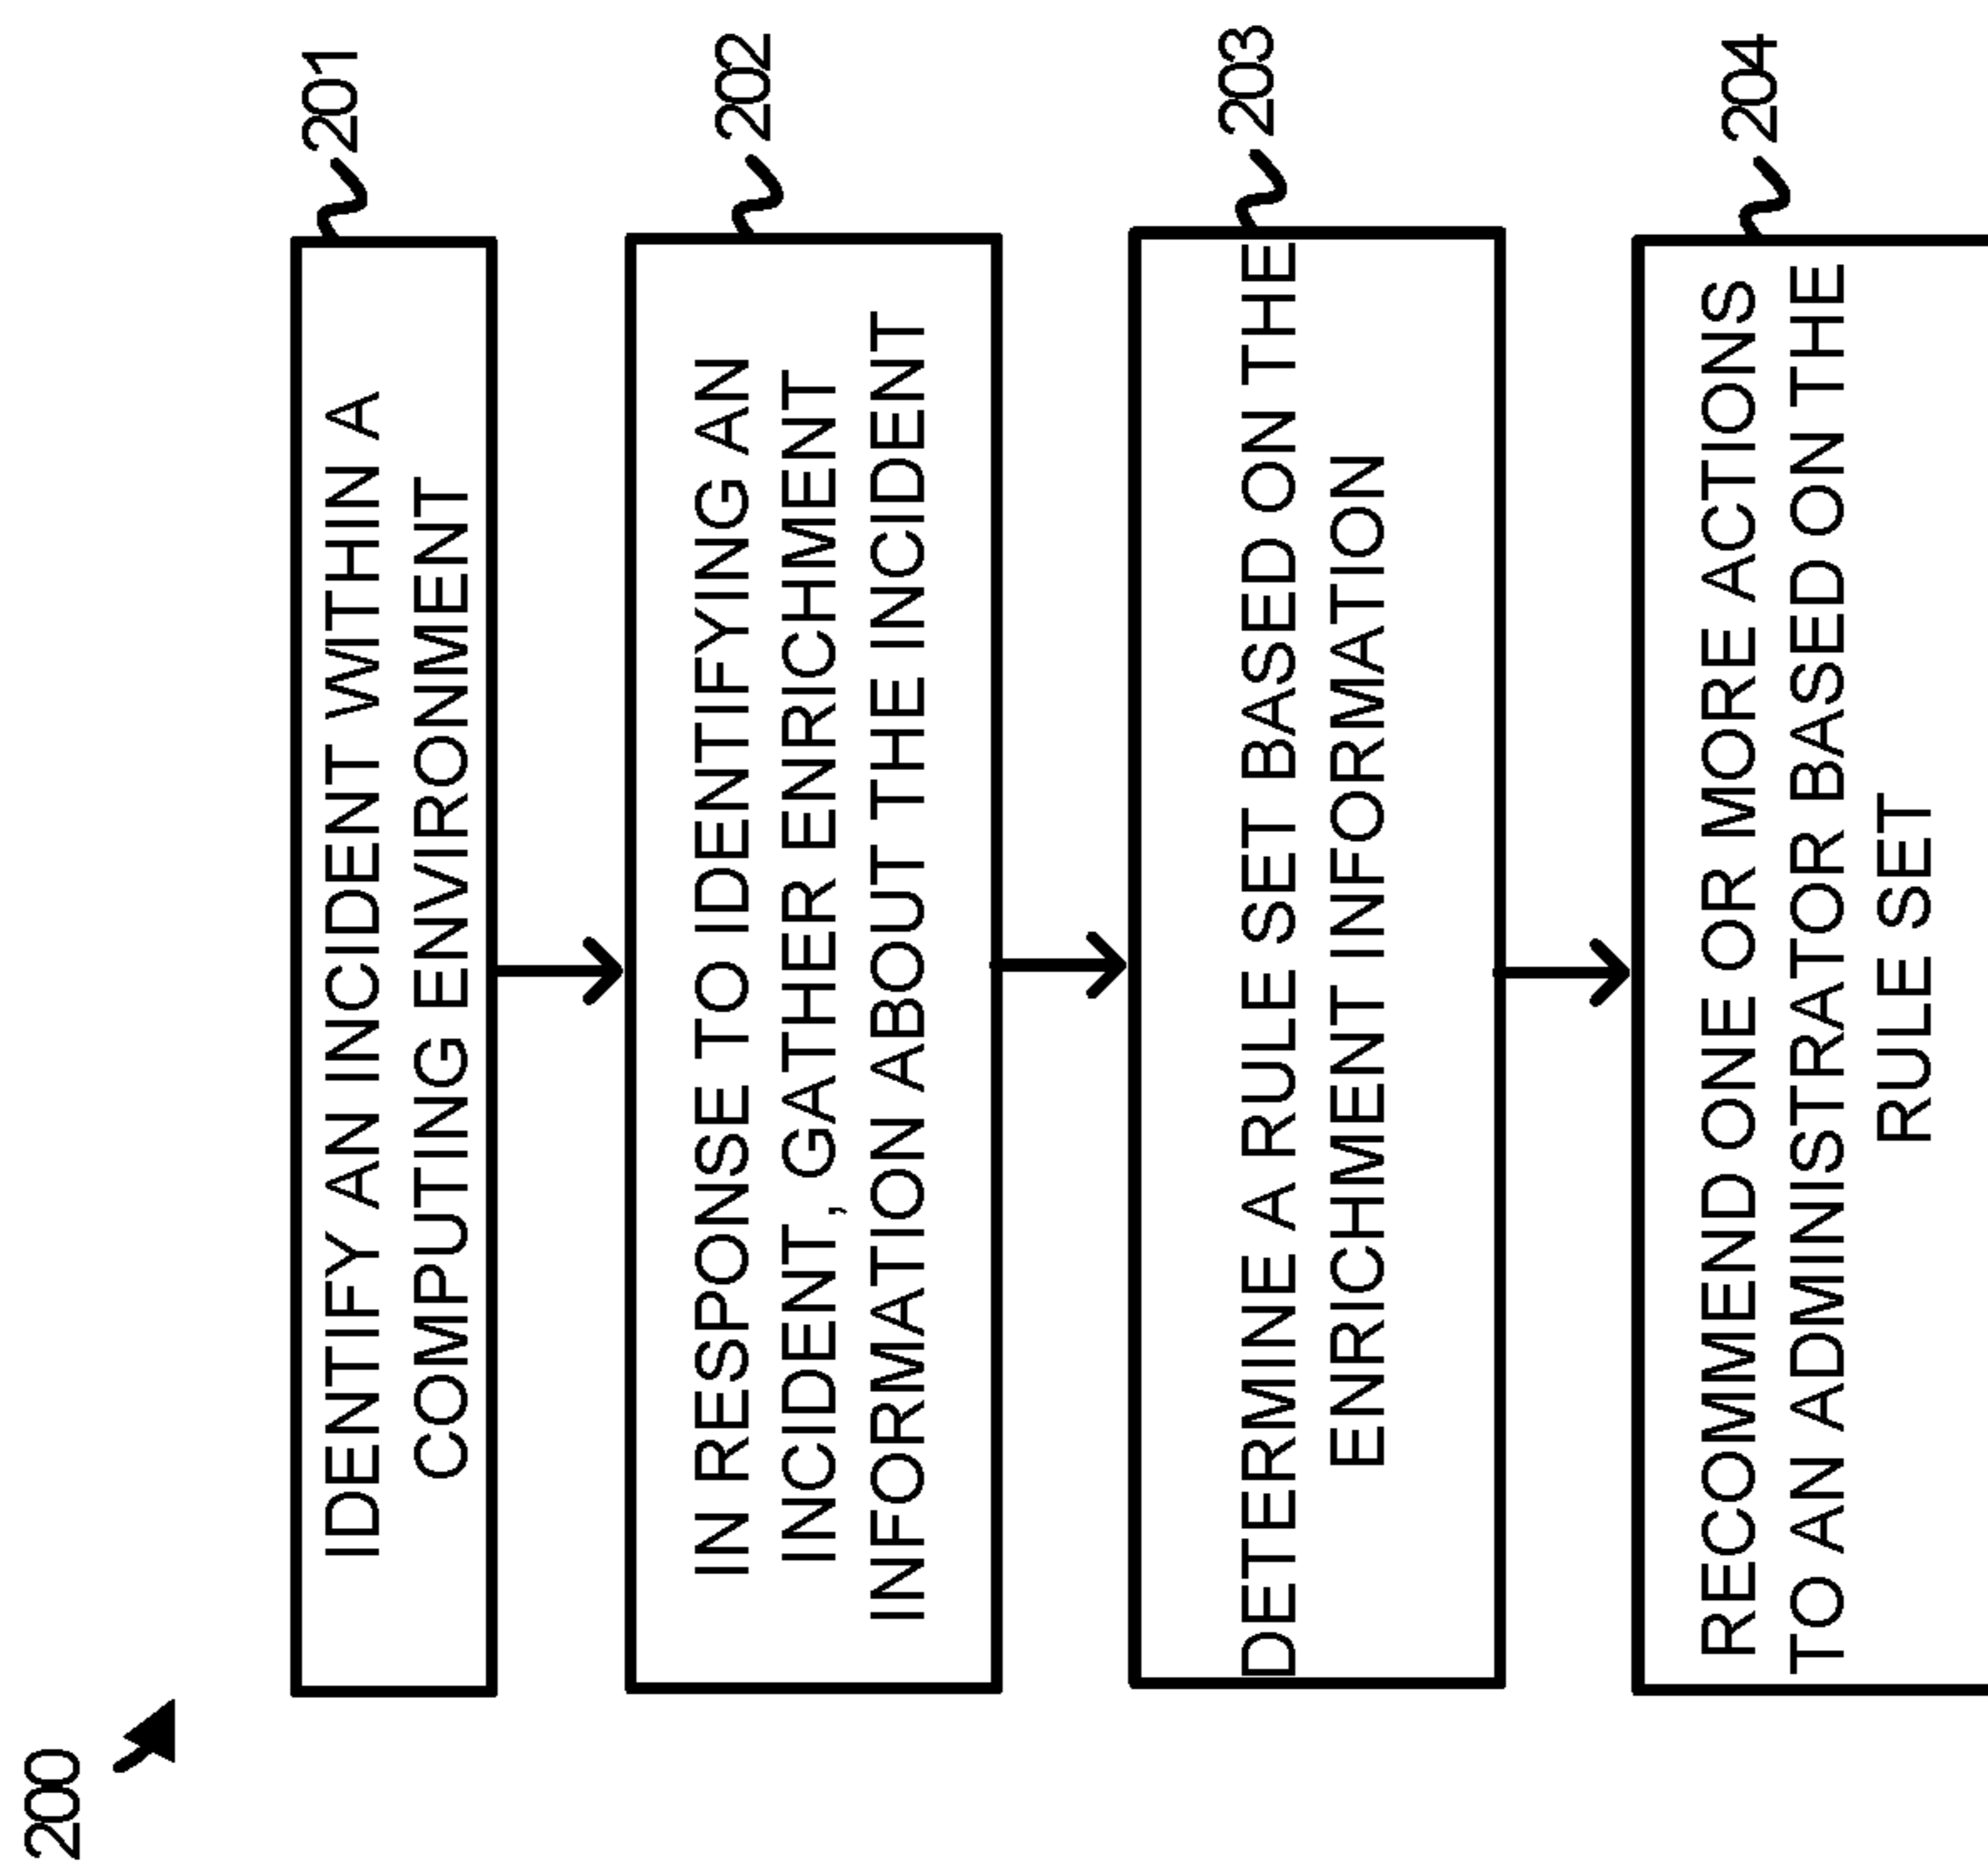 200
201
IDENTIFY AN INCIDENT WITHIN A
COMPUTING ENVIRONMENT
202
IN RESPONSE TO IDENTIFYING AN
INCIDENT, GATHER ENRICHMENT
INFORMATION ABOUT THE INCIDENT
203
DETERMINE A RULE SET BASED ON THE
ENRICHMENT INFORMATION
204
RECOMMEND ONE OR MORE ACTIONS
TO AN ADMINISTRATOR BASED ON THE
RULE SET